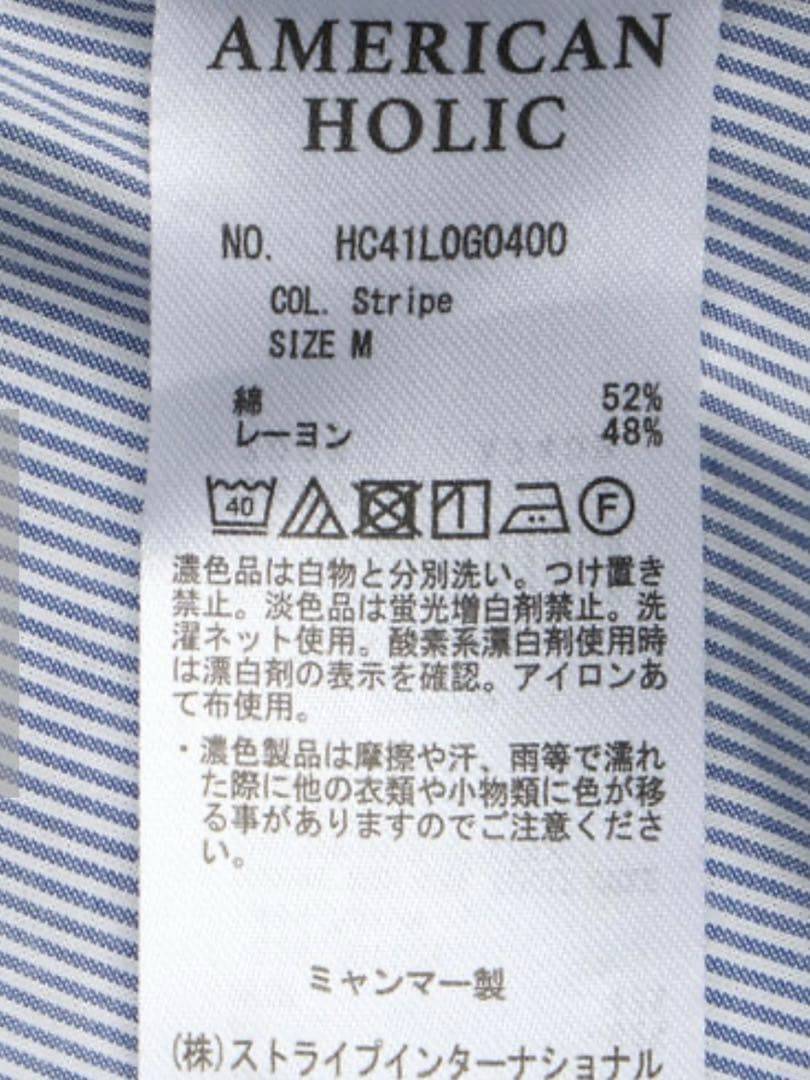 AMERICAN
HOLIC
NO. HC41L0G0400
COL. Stripe
SIZE M
綿 52%
レーヨン 48%
40 F
濃色品は白物と分別洗い。つけ置き
禁止。淡色品は蛍光増白剤禁止。洗
濯ネット使用。酸素系漂白剤使用時
は漂白剤の表示を確認。アイロンあ
て布使用。
・濃色製品は摩擦や汗、雨等で濡れ
た際に他の衣類や小物類に色が移
る事がありますのでご注意くださ
い。
ミャンマー製
(株)ストライプインターナショナル